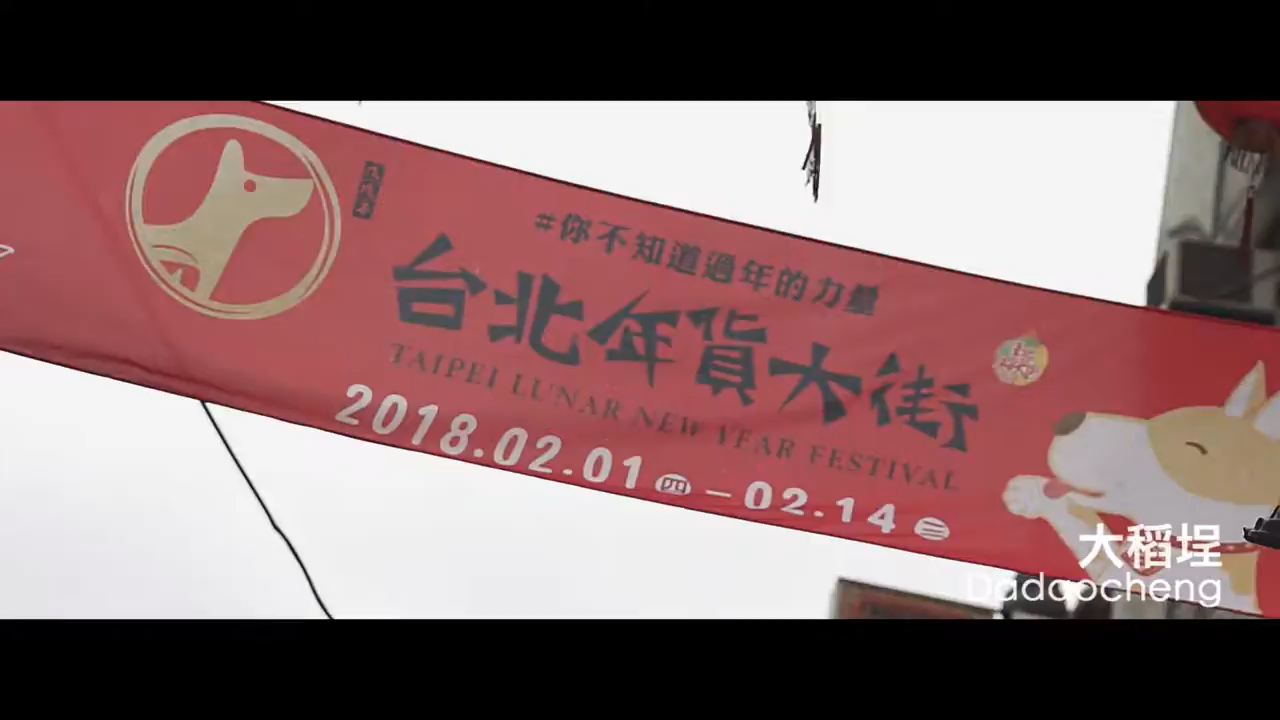 #你不知道過年的力量
台北年貨大街
TAIPEI LUNAR NEW YEAR FESTIVAL
2018.02.01㊃－02.14㊂
大稻埕
Dadaocheng